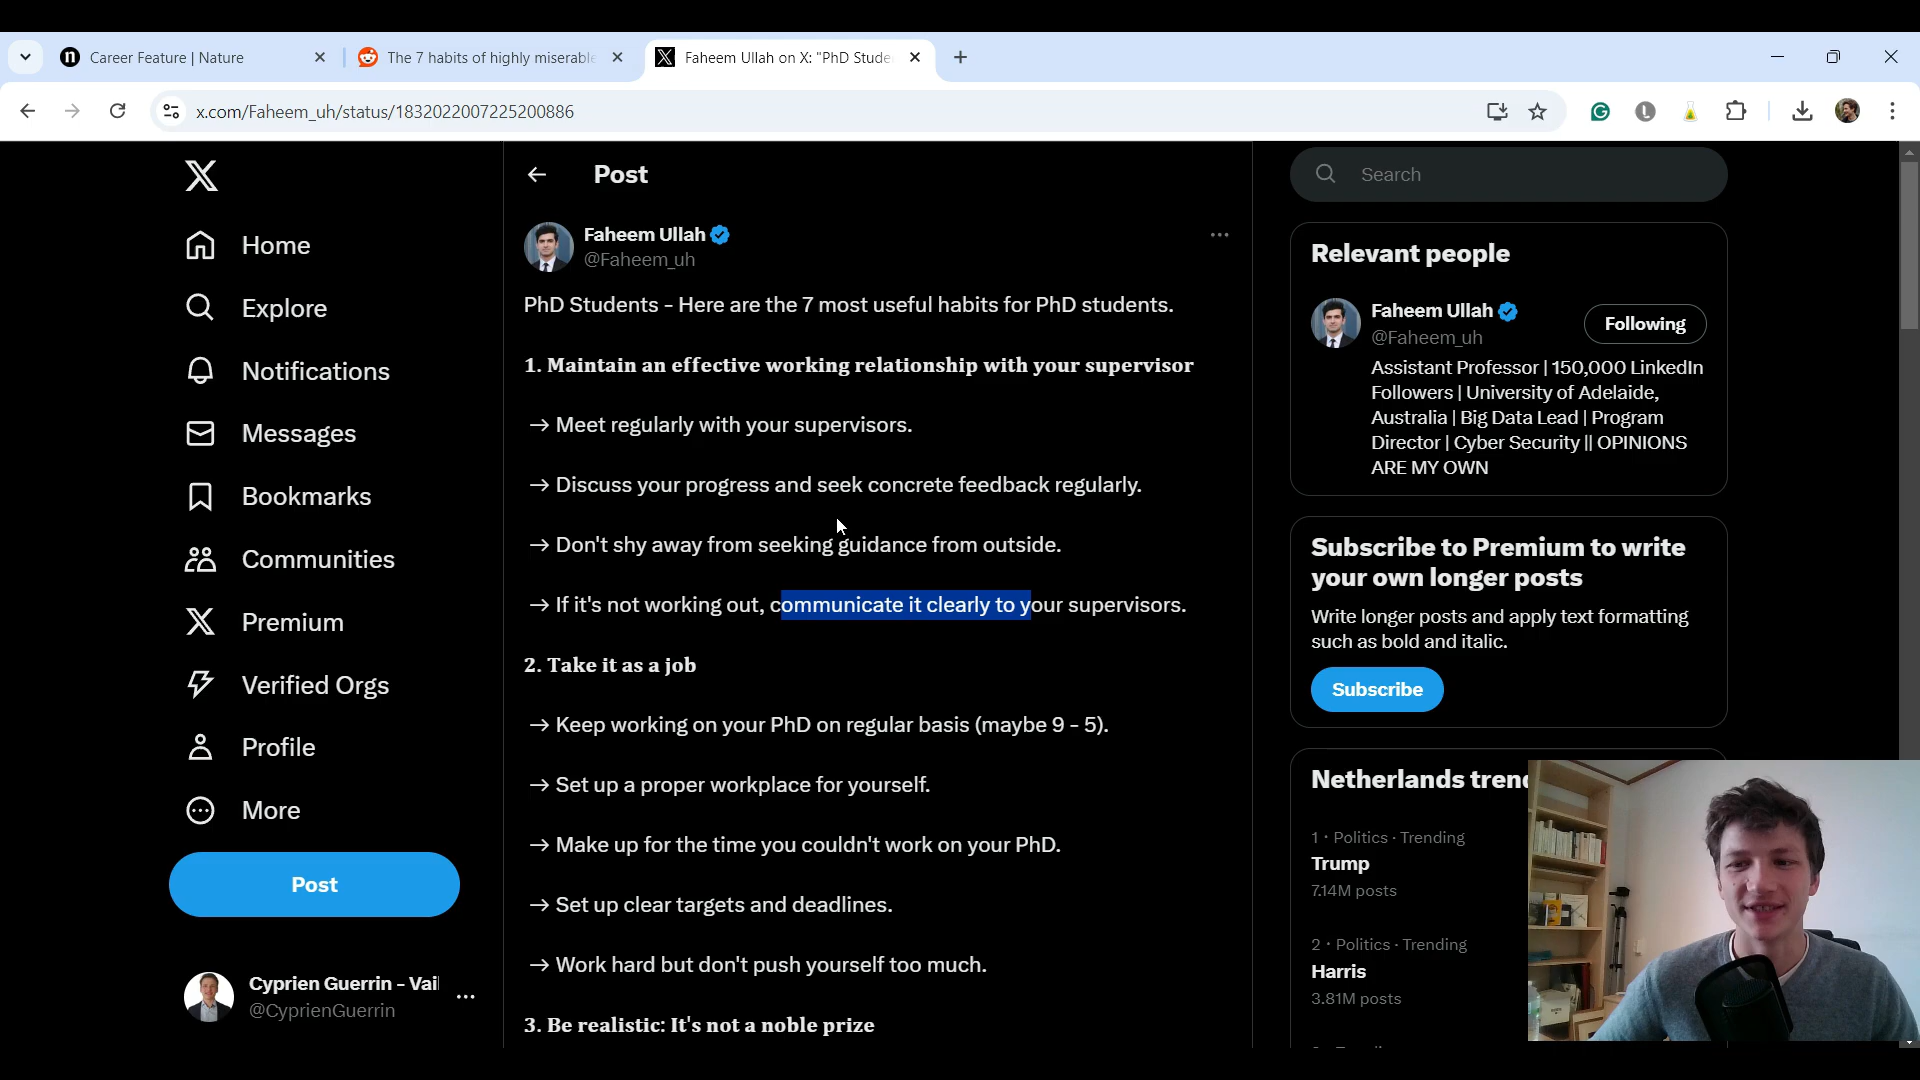 Career Feature | Nature
The 7 habits of highly miserable
Faheem Ullah on X: "PhD Stude
x.com/Faheem_uh/status/1832022007225200886
Home
Explore
Notifications
Messages
Bookmarks
Communities
Premium
Verified Orgs
Profile
More
Post
Cyprien Guerrin - Vai
@CyprienGuerrin
Post
Faheem Ullah
@Faheem_uh
PhD Students - Here are the 7 most useful habits for PhD students.
1. Maintain an effective working relationship with your supervisor
→ Meet regularly with your supervisors.
→ Discuss your progress and seek concrete feedback regularly.
→ Don't shy away from seeking guidance from outside.
→ If it's not working out, communicate it clearly to your supervisors.
2. Take it as a job
→ Keep working on your PhD on regular basis (maybe 9 - 5).
→ Set up a proper workplace for yourself.
→ Make up for the time you couldn't work on your PhD.
→ Set up clear targets and deadlines.
→ Work hard but don't push yourself too much.
3. Be realistic: It's not a noble prize
Search
Relevant people
Faheem Ullah
@Faheem_uh
Following
Assistant Professor | 150,000 LinkedIn
Followers | University of Adelaide,
Australia | Big Data Lead | Program
Director | Cyber Security || OPINIONS
ARE MY OWN
Subscribe to Premium to write
your own longer posts
Write longer posts and apply text formatting
such as bold and italic.
Subscribe
Netherlands trend
1 · Politics · Trending
Trump
7.14M posts
2 · Politics · Trending
Harris
3.81M posts